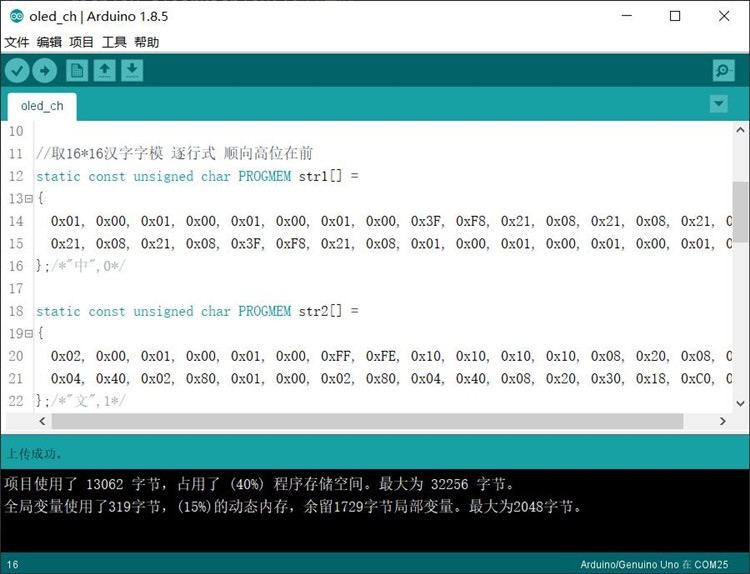 oled_ch | Arduino 1.8.5
文件 编辑 项目 工具 帮助
oled_ch
10
11 //取16*16汉字字模 逐行式 顺向高位在前
12 static const unsigned char PROGMEM str1[] =
13 {
14 0x01, 0x00, 0x01, 0x00, 0x01, 0x00, 0x01, 0x00, 0x3F, 0xF8, 0x21, 0x08, 0x21, 0x08, 0x21, 0
15 0x21, 0x08, 0x21, 0x08, 0x3F, 0xF8, 0x21, 0x08, 0x01, 0x00, 0x01, 0x00, 0x01, 0x00, 0x01, 0
16 };/*"中",0*/
17
18 static const unsigned char PROGMEM str2[] =
19 {
20 0x02, 0x00, 0x01, 0x00, 0x01, 0x00, 0xFF, 0xFE, 0x10, 0x10, 0x10, 0x10, 0x08, 0x20, 0x08, 0
21 0x04, 0x40, 0x02, 0x80, 0x01, 0x00, 0x02, 0x80, 0x04, 0x40, 0x08, 0x20, 0x30, 0x18, 0xC0, 0
22 };/*"文",1*/
上传成功。
项目使用了 13062 字节，占用了 (40%) 程序存储空间。最大为 32256 字节。
全局变量使用了319字节，(15%)的动态内存，余留1729字节局部变量。最大为2048字节。
16
Arduino/Genuino Uno 在 COM25